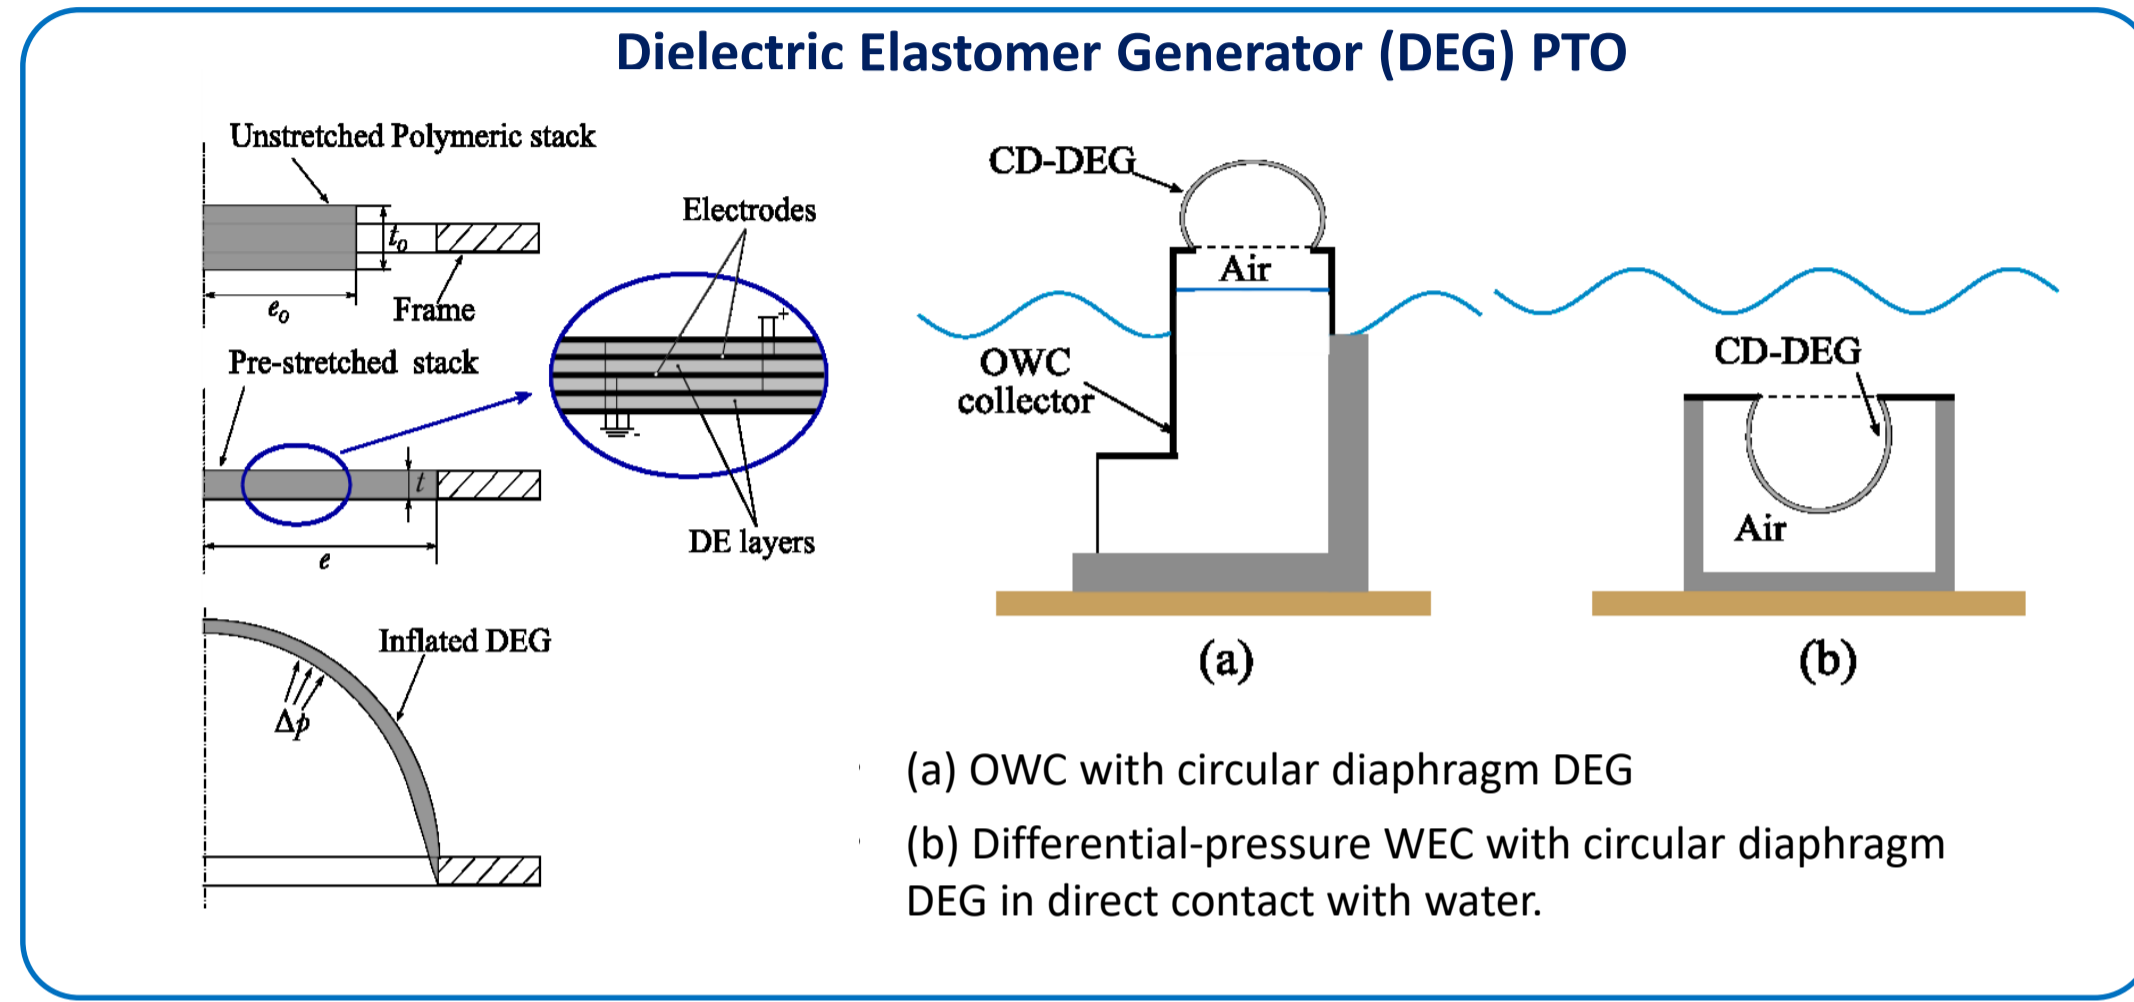 Dielectric Elastomer Generator (DEG) PTO
Unstretched Polymeric stack
t₀
e₀
Frame
Pre-stretched stack
t
e
Electrodes
+
-
DE layers
Inflated DEG
Δp
CD-DEG
Air
OWC
collector
(a)
CD-DEG
Air
(b)
(a) OWC with circular diaphragm DEG
(b) Differential-pressure WEC with circular diaphragm
DEG in direct contact with water.